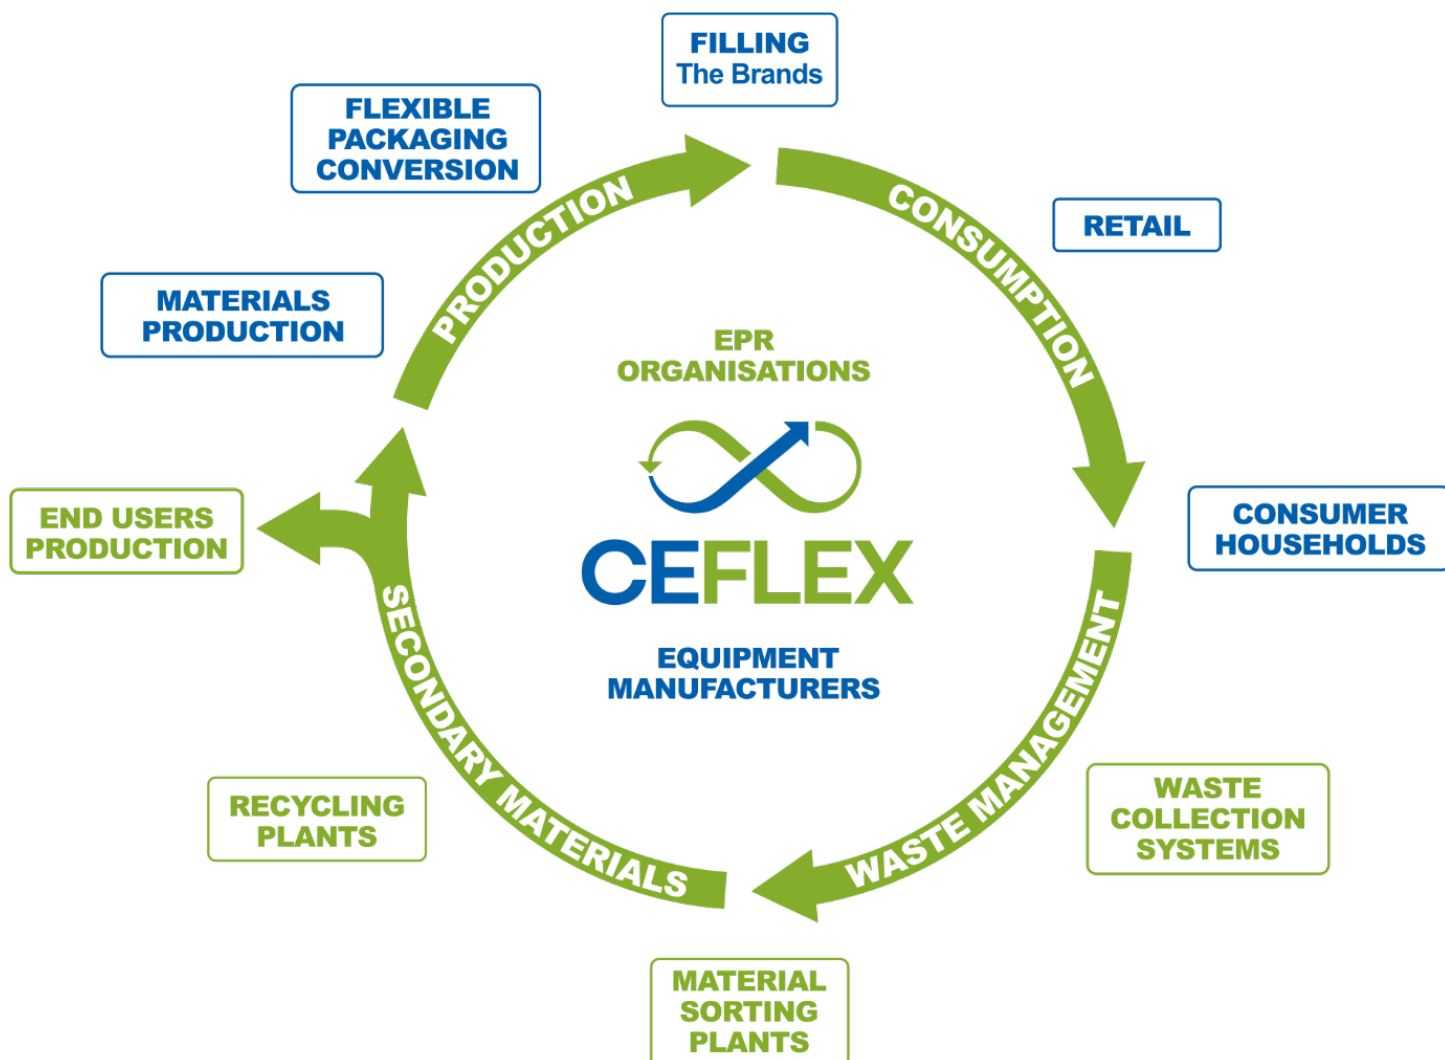 FILLING
The Brands
FLEXIBLE
PACKAGING
CONVERSION
PRODUCTION
CONSUMPTION
RETAIL
MATERIALS
PRODUCTION
EPR
ORGANISATIONS
END USERS
PRODUCTION
CONSUMER
HOUSEHOLDS
CEFLEX
EQUIPMENT
MANUFACTURERS
SECONDARY MATERIALS
WASTE MANAGEMENT
RECYCLING
PLANTS
WASTE
COLLECTION
SYSTEMS
MATERIAL
SORTING
PLANTS